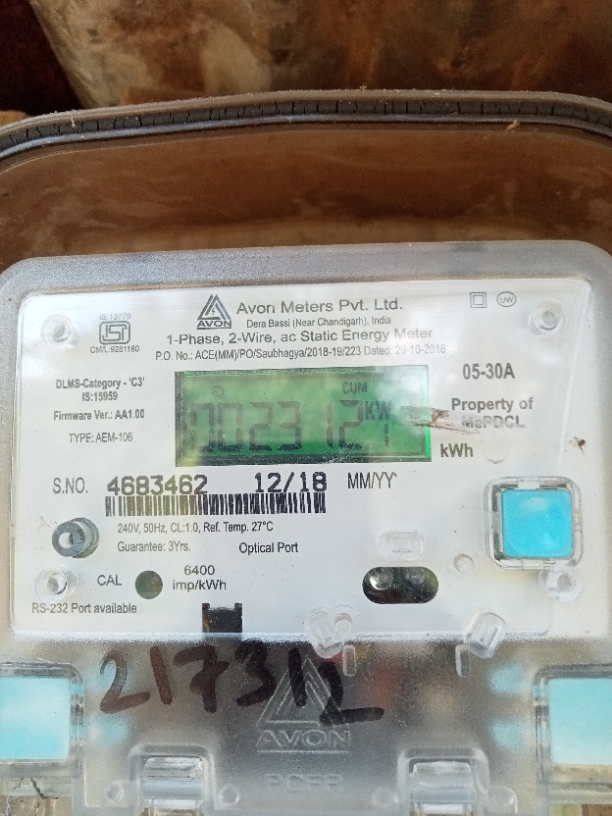 IS:13779
CM/L:9281160
AVON
Avon Meters Pvt. Ltd.
Dera Bassi (Near Chandigarh), India
1-Phase, 2-Wire, ac Static Energy Meter
P.O. No.: ACE(MM)/PO/Saubhagya/2018-19/223 Dated: 29-10-2018
UW
DLMS-Category - 'C3'
IS:15959
Firmware Ver.: AA1.00
TYPE: AEM-106
CUM
002312
KW
05-30A
Property of
MePDCL
kWh
S.NO. 4683462 12/18 MM/YY
240V, 50Hz, CL:1.0, Ref. Temp. 27°C
Guarantee: 3Yrs. Optical Port
CAL 6400
imp/kWh
RS-232 Port available
217312
AVON